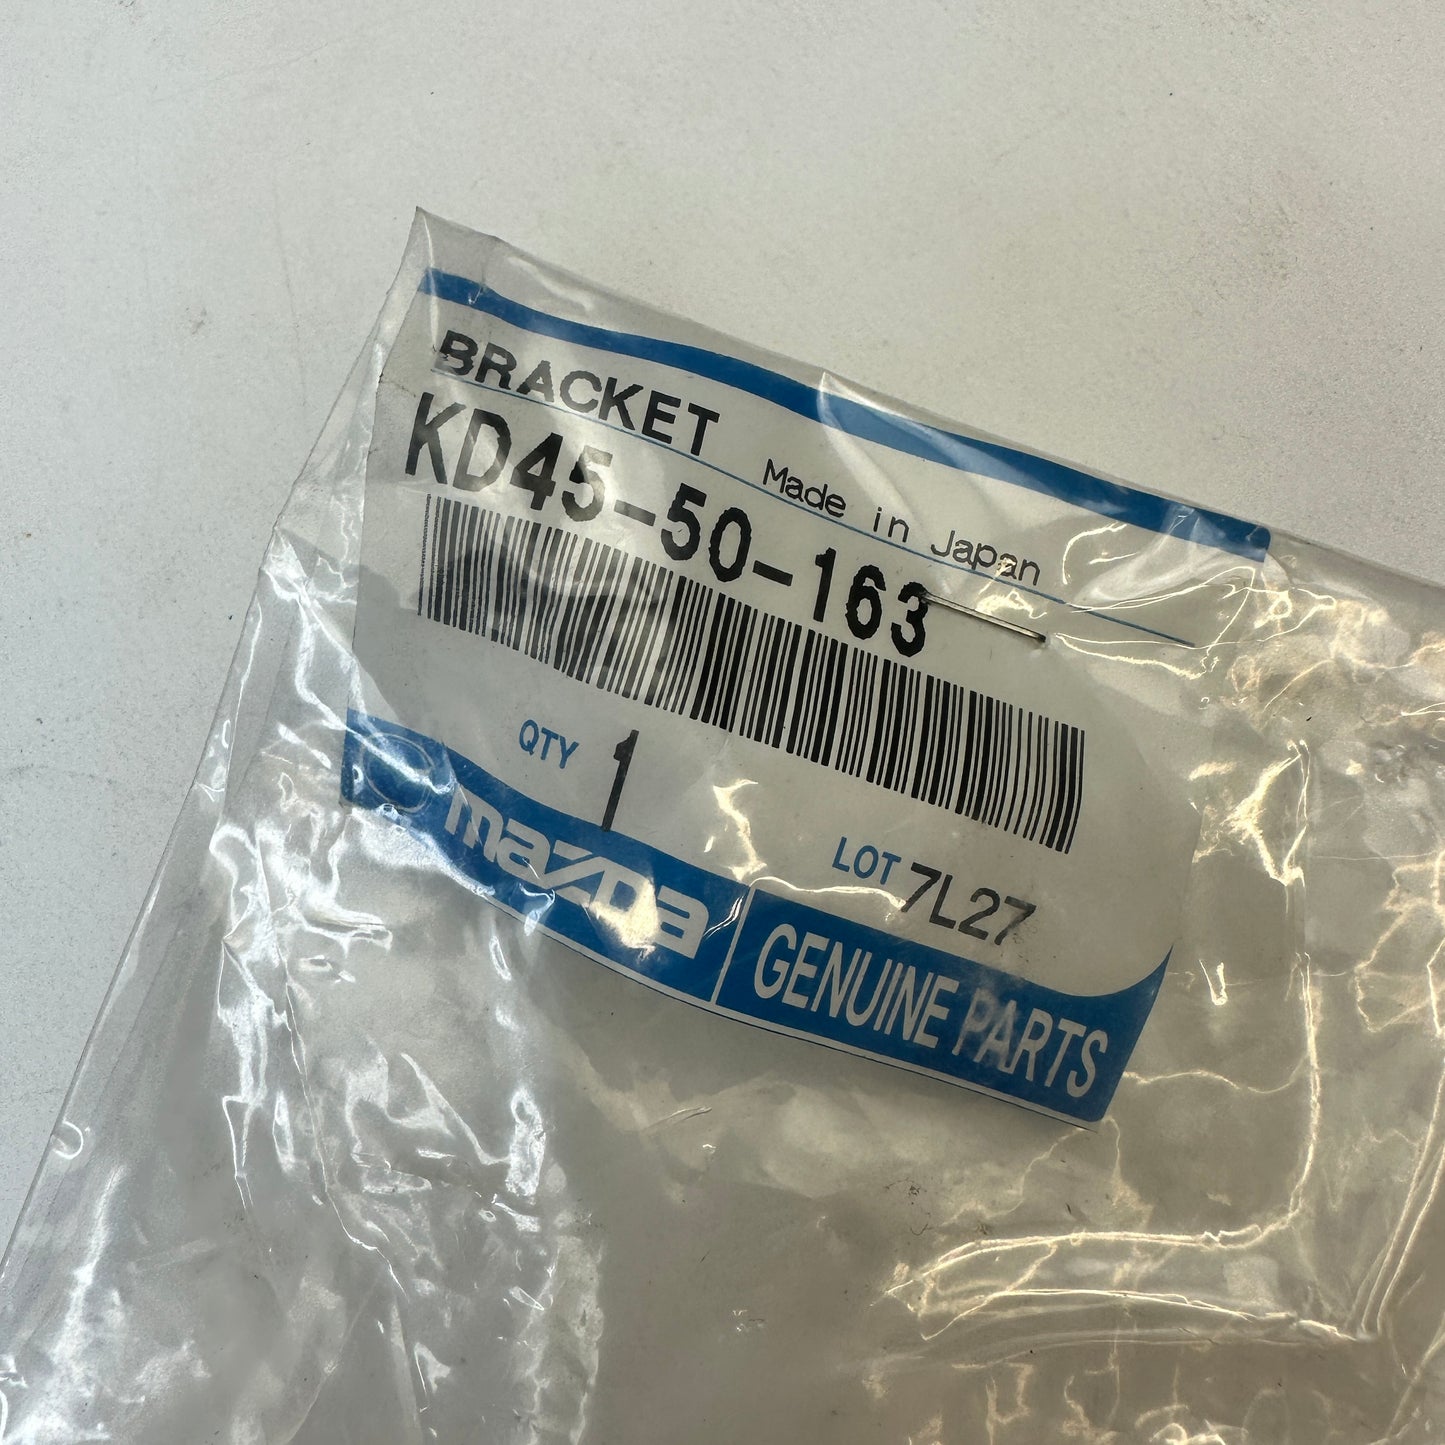 BRACKET
Made in Japan
KD45-50-163
QTY 1
LOT 7L27
mazda
GENUINE PARTS